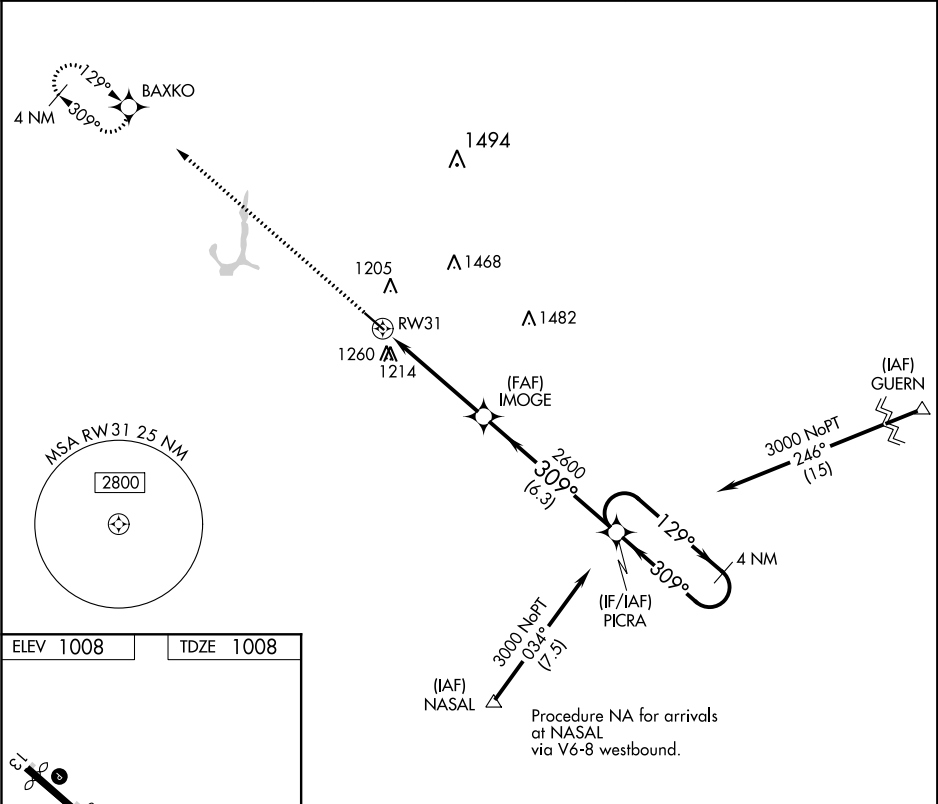 129°
BAXKO
4 NM
309°
1494
1205
1468
RW31
1482
1260
1214
(FAF)
IMOGE
(IAF)
GUERN
3000 NoPT
246°
(15)
MSA RW31 25 NM
2800
2600
309°
(6.3)
129°
4 NM
309°
(IF/IAF)
PICRA
3000 NoPT
034°
(7.5)
(IAF)
NASAL
Procedure NA for arrivals
at NASAL
via V6-8 westbound.
ELEV 1008
TDZE 1008
13
P